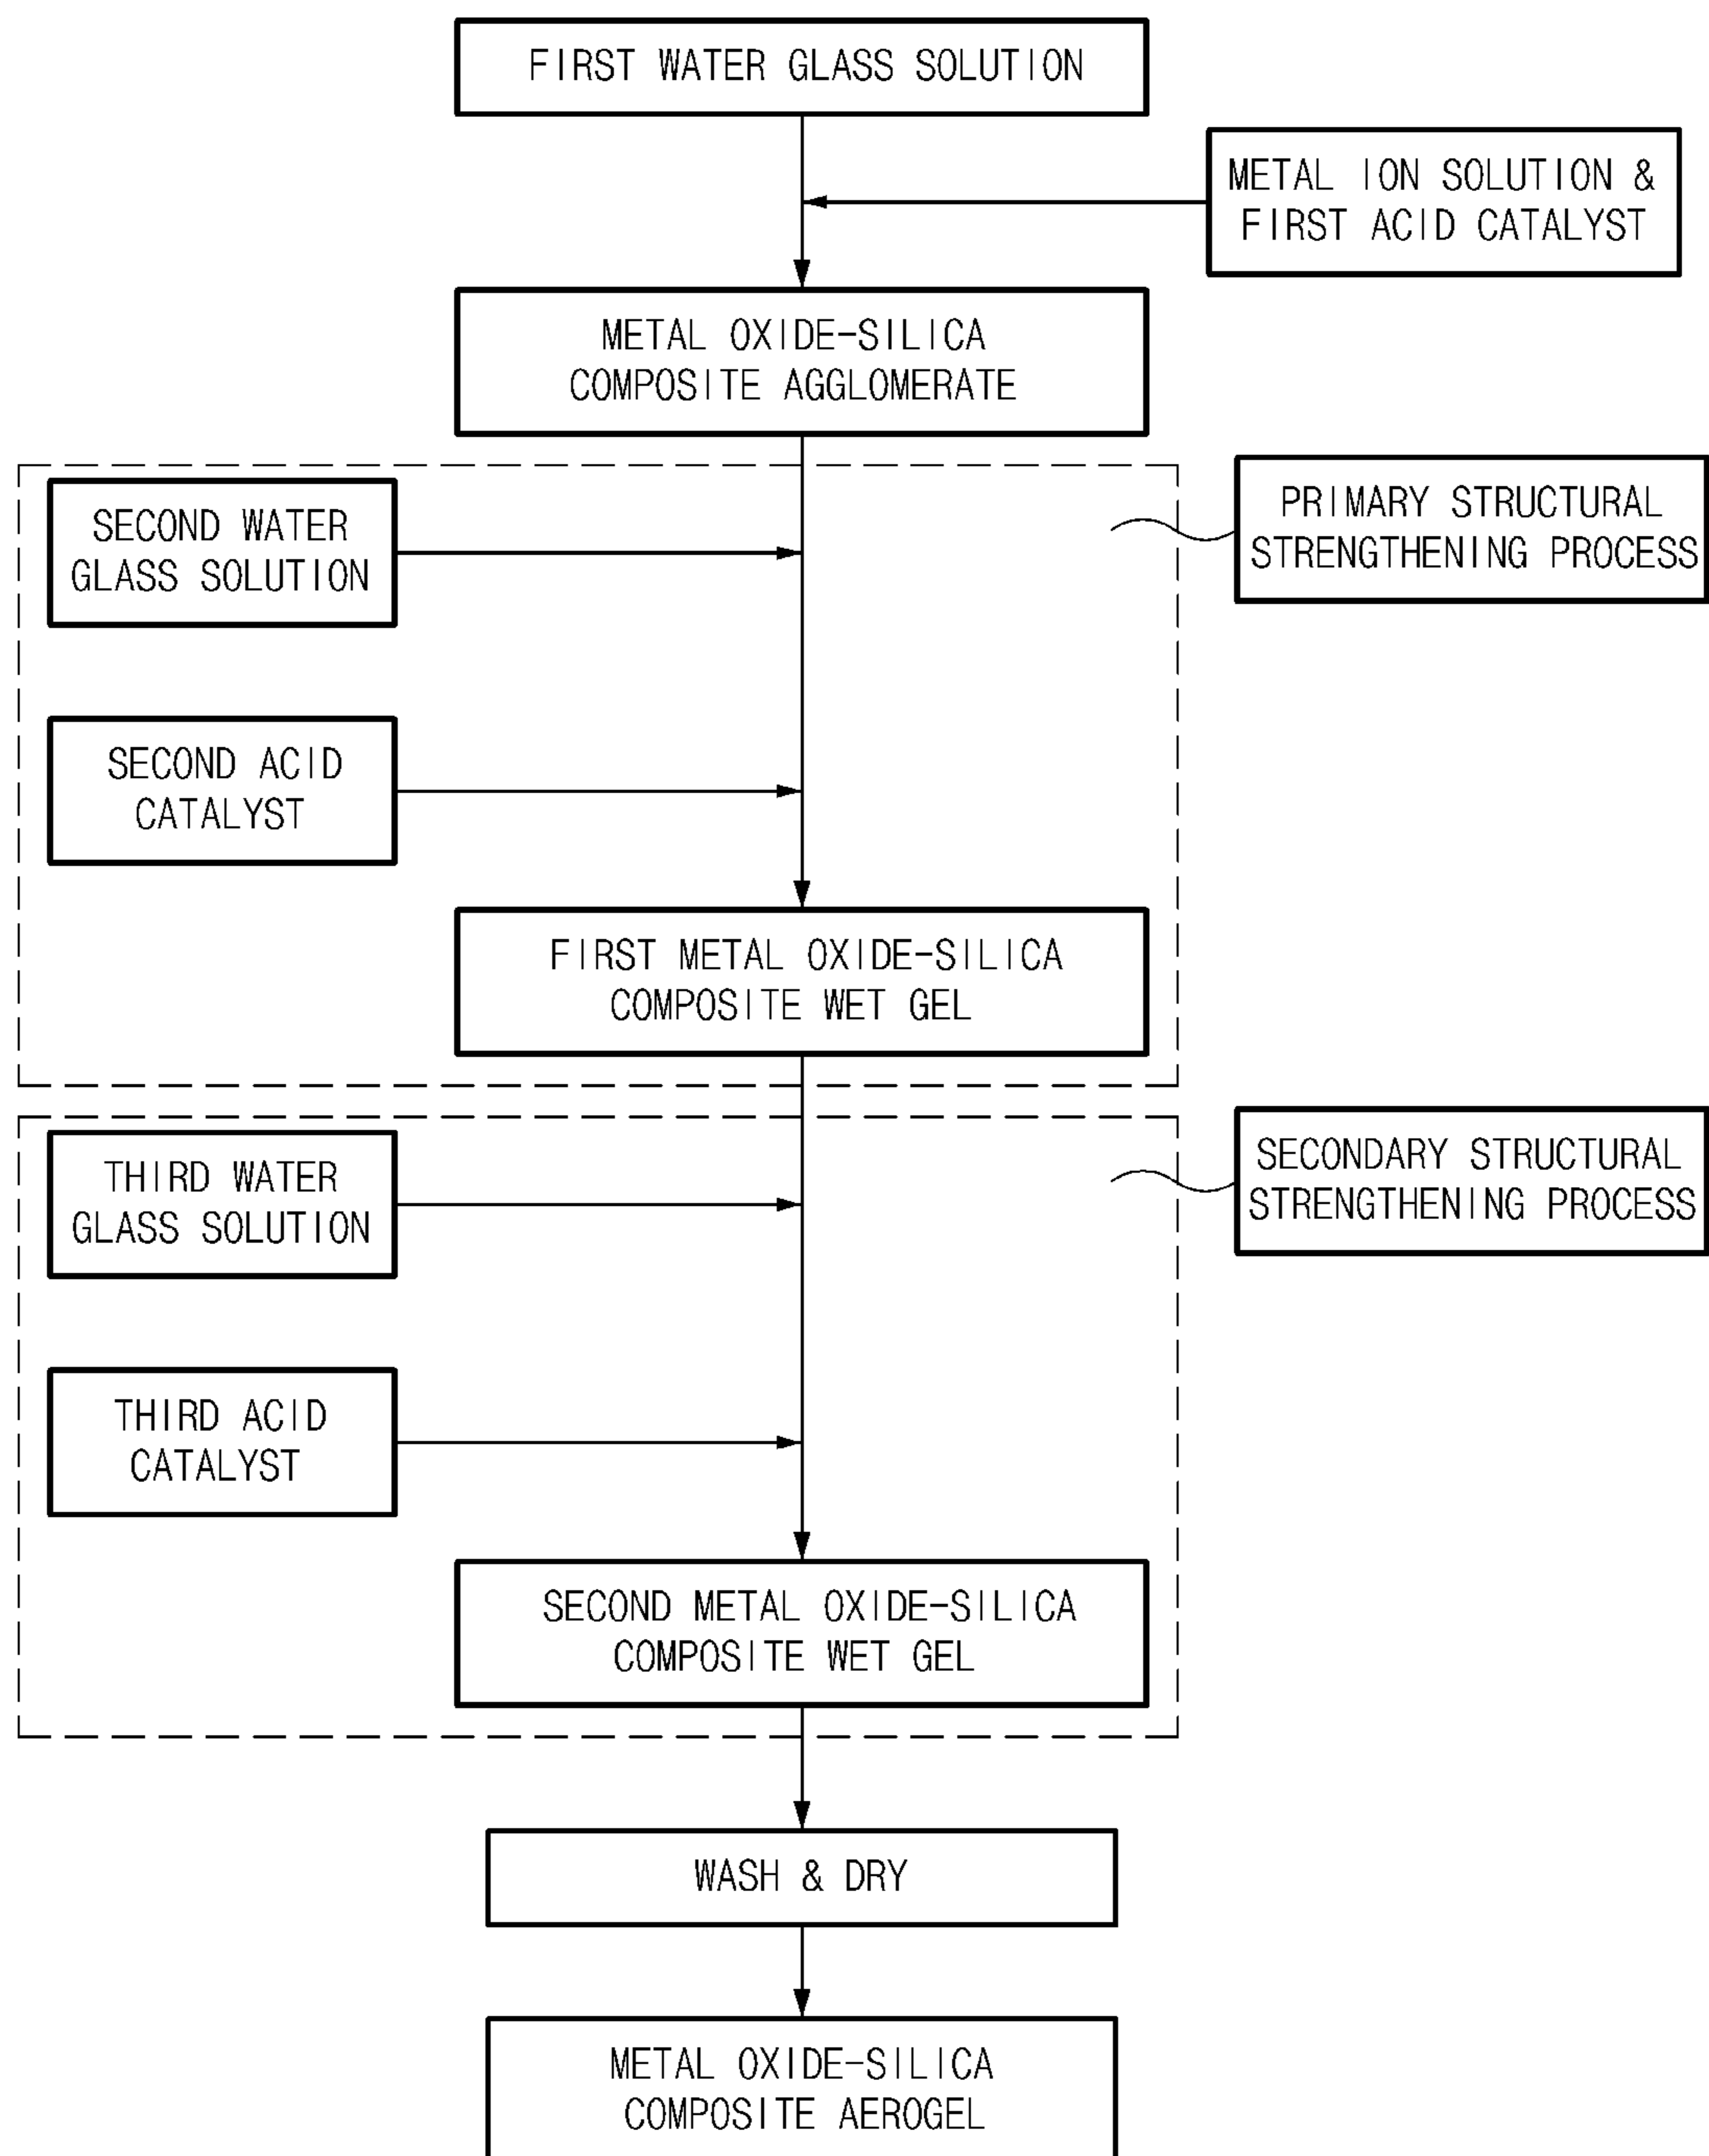 FIRST WATER GLASS SOLUTION
METAL ION SOLUTION &
FIRST ACID CATALYST
METAL OXIDE-SILICA
COMPOSITE AGGLOMERATE
SECOND WATER
GLASS SOLUTION
PRIMARY STRUCTURAL
STRENGTHENING PROCESS
SECOND ACID
CATALYST
FIRST METAL OXIDE-SILICA
COMPOSITE WET GEL
THIRD WATER
GLASS SOLUTION
SECONDARY STRUCTURAL
STRENGTHENING PROCESS
THIRD ACID
CATALYST
SECOND METAL OXIDE-SILICA
COMPOSITE WET GEL
WASH & DRY
METAL OXIDE-SILICA
COMPOSITE AEROGEL